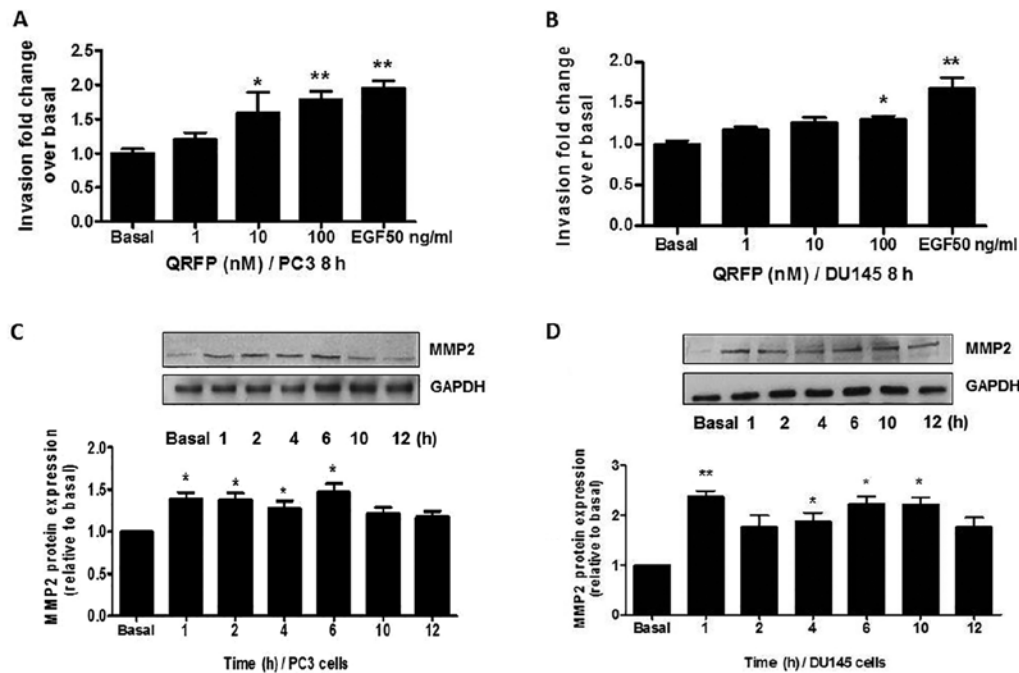 A
Invasion fold change
over basal
2.5
2.0
1.5
1.0
0.5
0.0
*
**
**
Basal
1
10
100
EGF50 ng/ml
QRFP (nM) / PC3 8 h
B
Invasion fold change
over basal
2.0
1.5
1.0
0.5
0.0
*
**
Basal
1
10
100
EGF50 ng/ml
QRFP (nM) / DU145 8 h
C
MMP2
GAPDH
Basal 1 2 4 6 10 12 (h)
MMP2 protein expression
(relative to basal)
2.0
1.5
1.0
0.5
0.0
*
*
*
*
Basal
1
2
4
6
10
12
Time (h) / PC3 cells
D
MMP2
GAPDH
Basal 1 2 4 6 10 12 (h)
MMP2 protein expression
(relative to basal)
3
2
1
0
**
*
*
*
Basal
1
2
4
6
10
12
Time (h) / DU145 cells